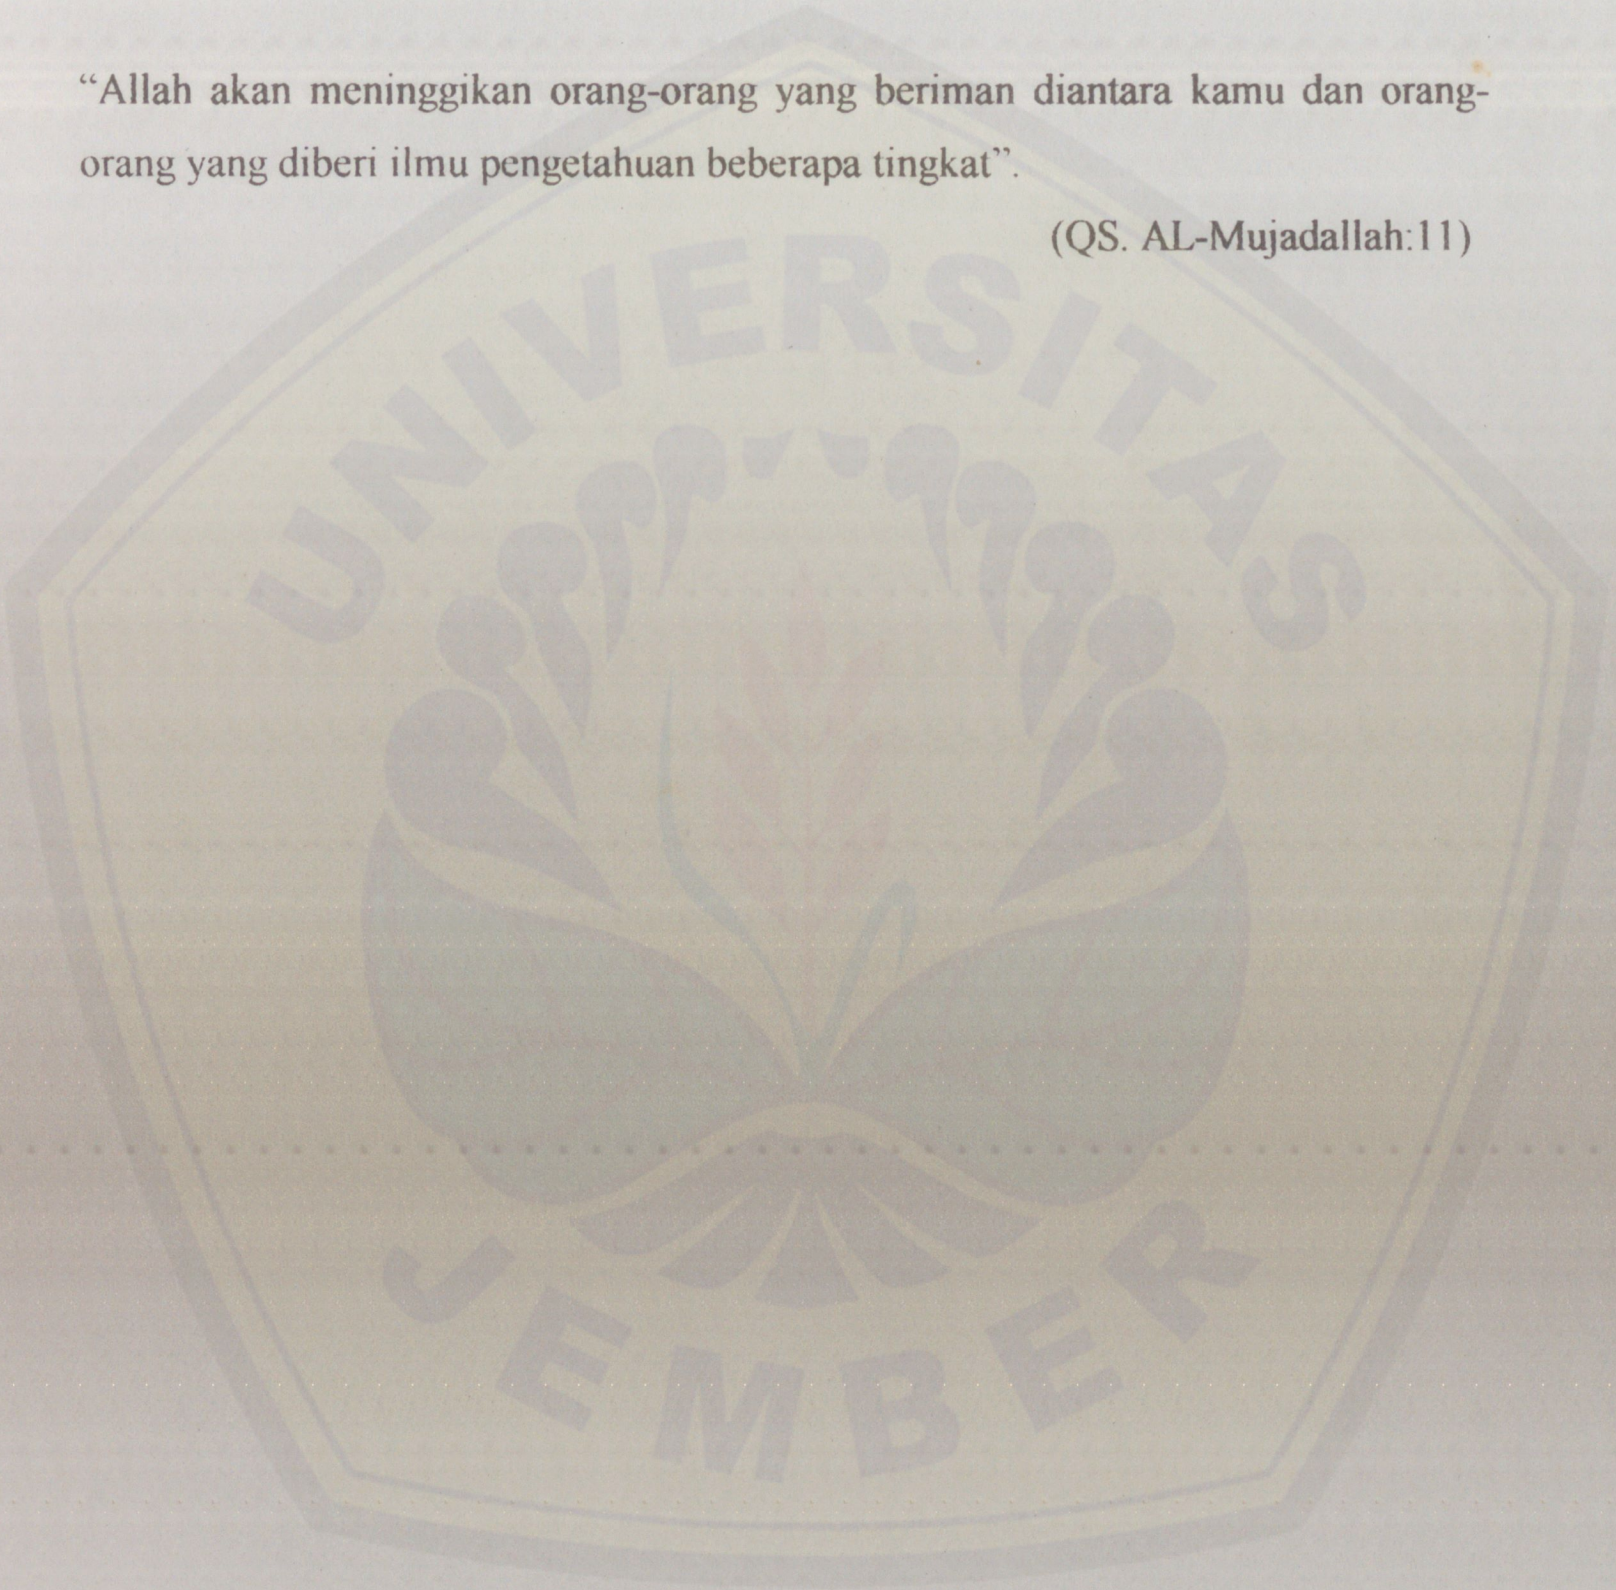 “Allah akan meninggikan orang-orang yang beriman diantara kamu dan orang-
orang yang diberi ilmu pengetahuan beberapa tingkat”.
(QS. AL-Mujadallah:11)
UNIVERSITAS
JEMBER